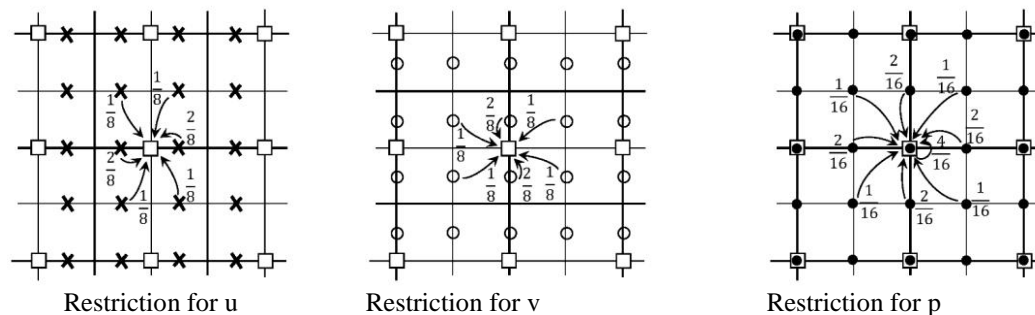 1/8 1/8 2/8
2/8 1/8 1/8
2/8 1/8
1/8 1/8 2/8 1/8
1/16 2/16 1/16
2/16 4/16 2/16
1/16 2/16 1/16
Restriction for u Restriction for v Restriction for p